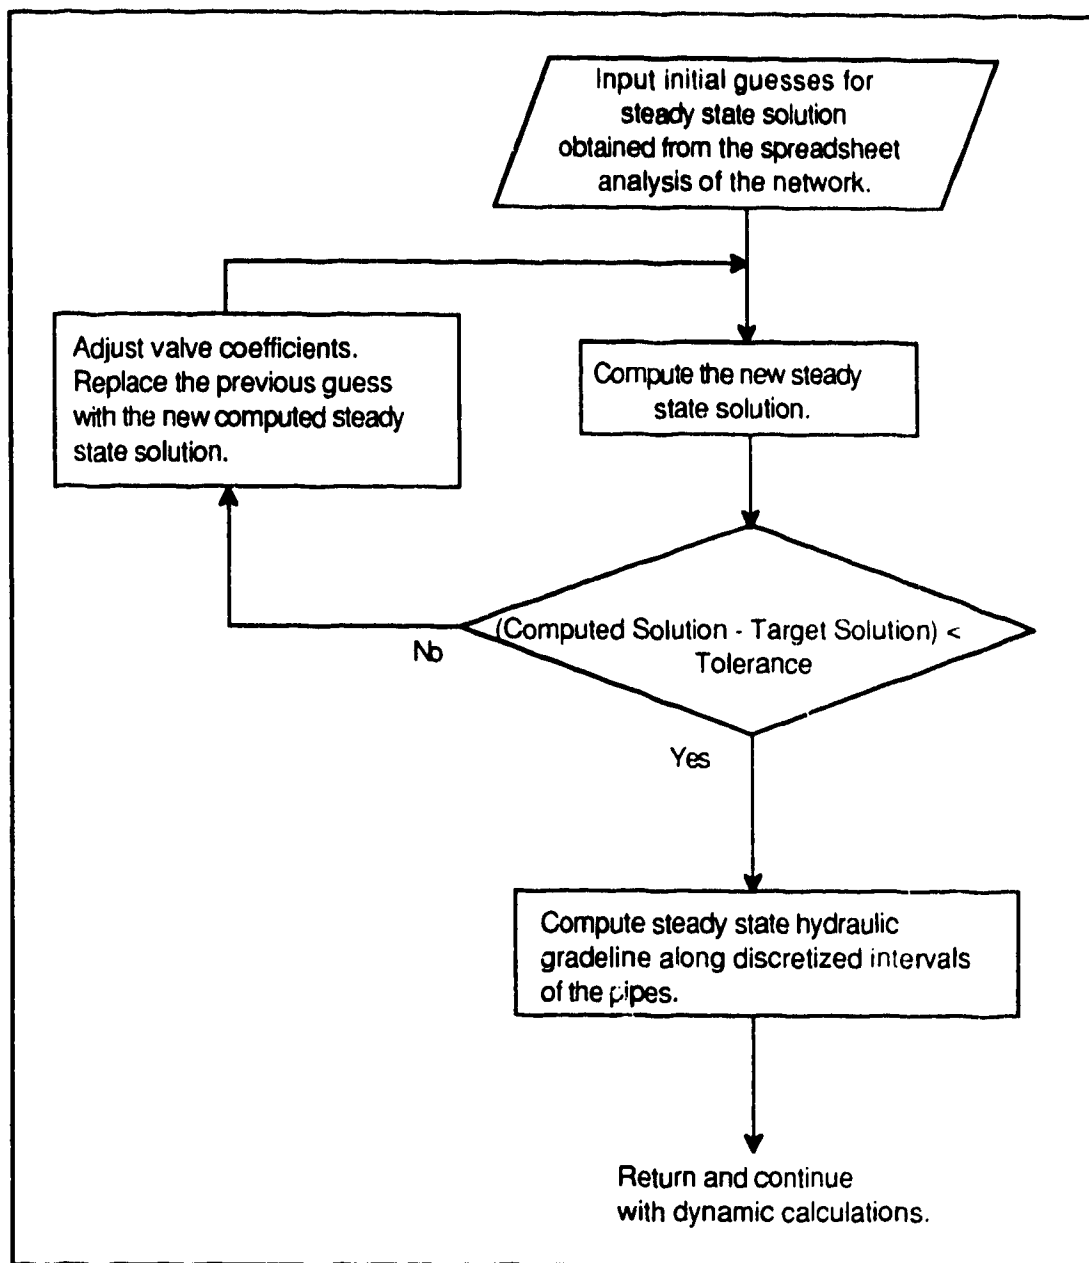 Input initial guesses for
steady state solution
obtained from the spreadsheet
analysis of the network.
Adjust valve coefficients.
Replace the previous guess
with the new computed steady
state solution.
Compute the new steady
state solution.
(Computed Solution - Target Solution) <
Tolerance
No
Yes
Compute steady state hydraulic
gradeline along discretized intervals
of the pipes.
Return and continue
with dynamic calculations.